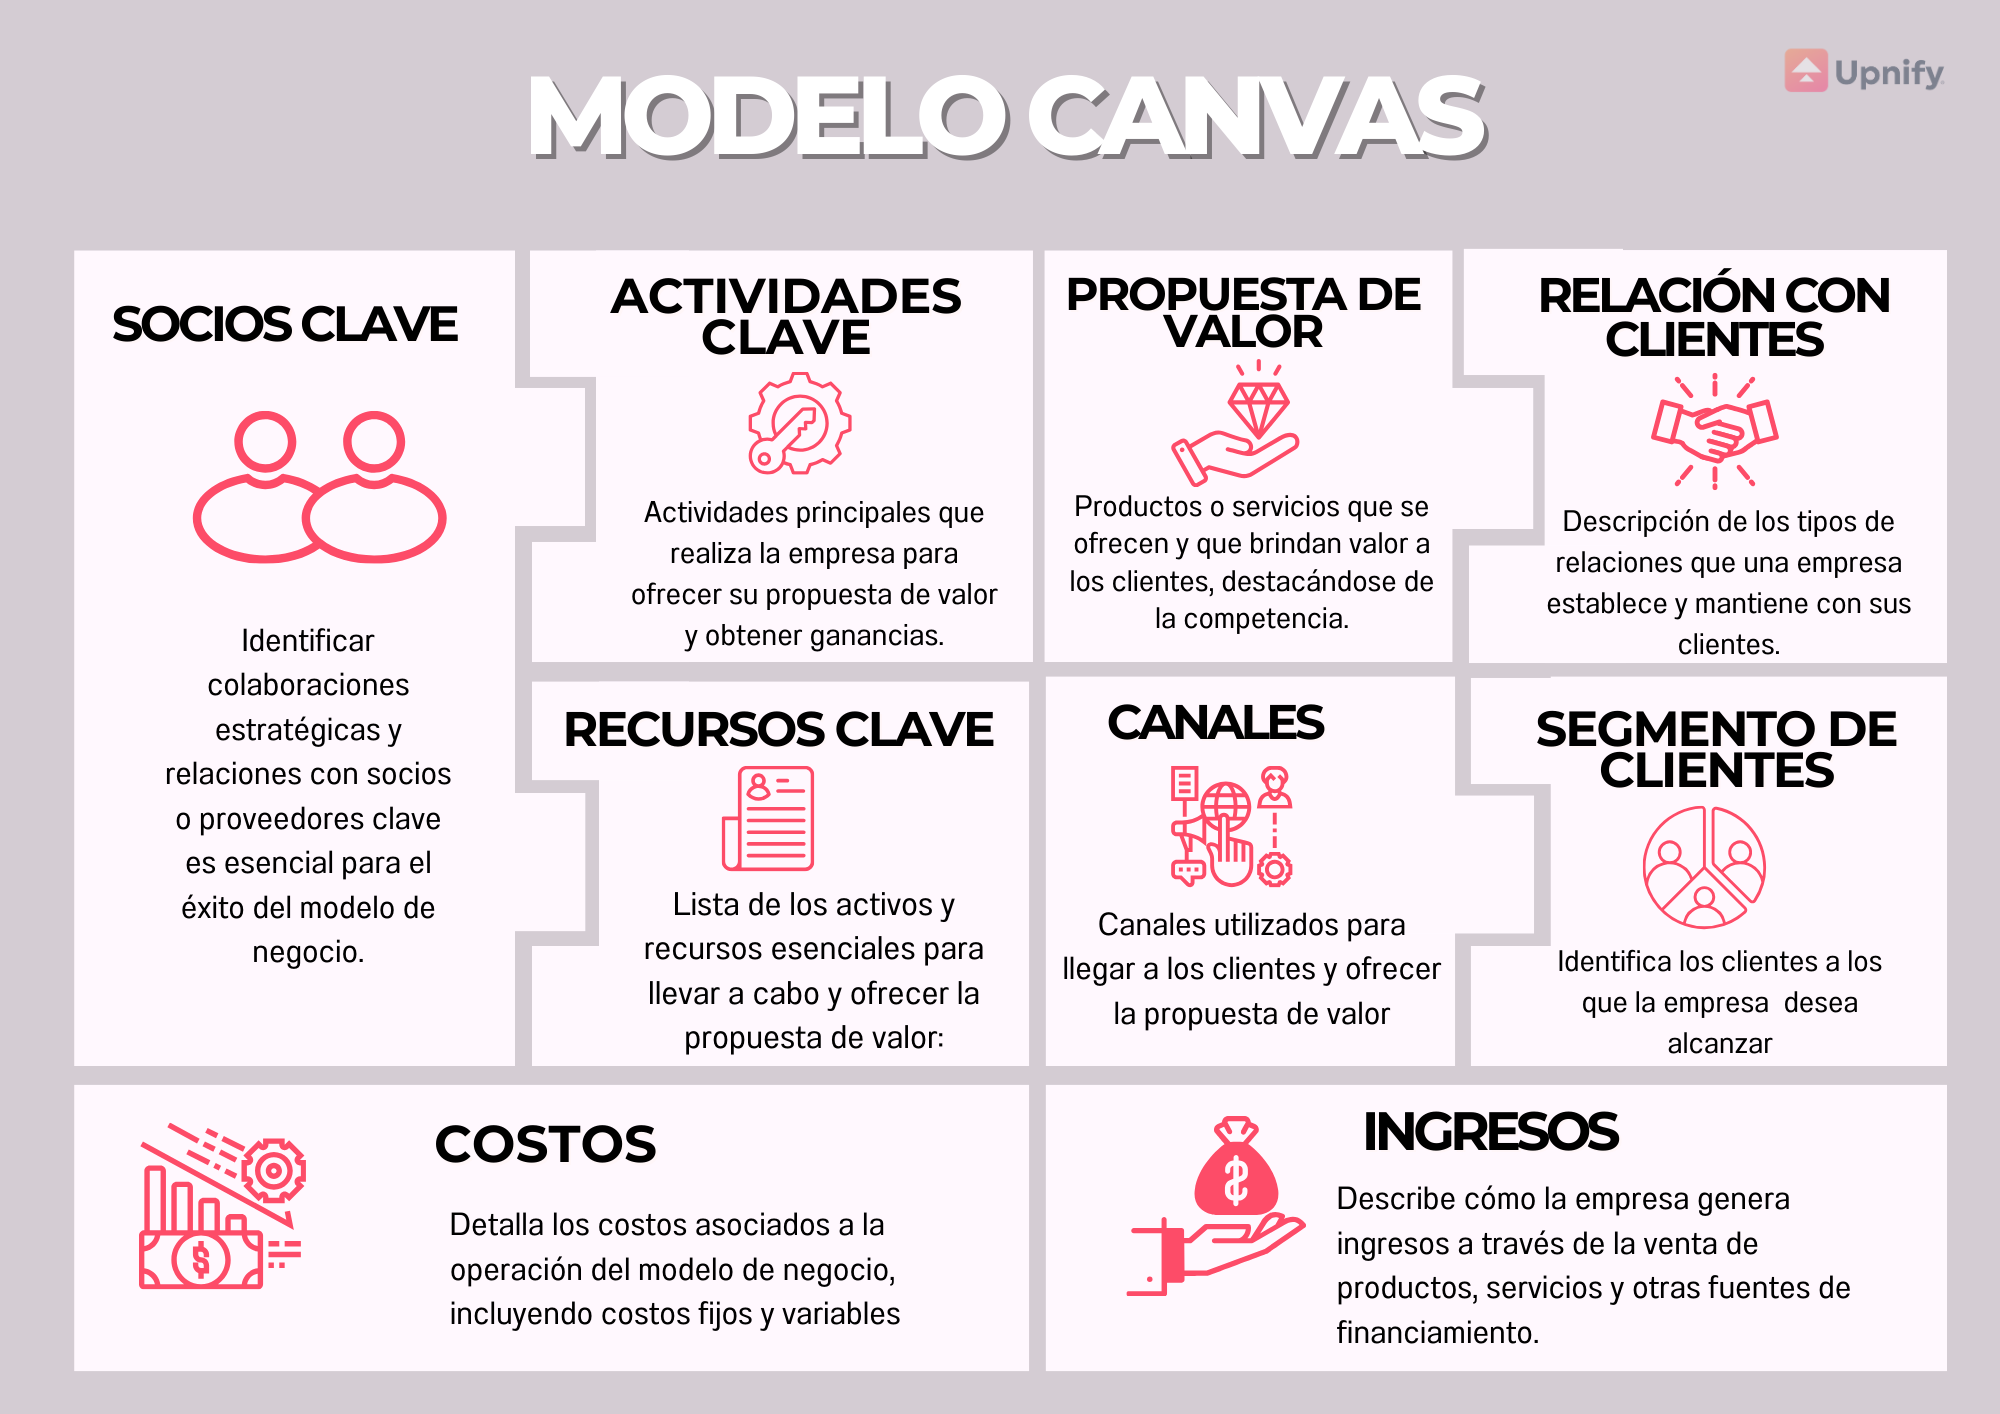 MODELO CANVAS
Upnify
SOCIOS CLAVE
Identificar
colaboraciones
estratégicas y
relaciones con socios
o proveedores clave
es esencial para el
éxito del modelo de
negocio.
ACTIVIDADES
CLAVE
Actividades principales que
realiza la empresa para
ofrecer su propuesta de valor
y obtener ganancias.
PROPUESTA DE
VALOR
Productos o servicios que se
ofrecen y que brindan valor a
los clientes, destacándose de
la competencia.
RELACIÓN CON
CLIENTES
Descripción de los tipos de
relaciones que una empresa
establece y mantiene con sus
clientes.
RECURSOS CLAVE
Lista de los activos y
recursos esenciales para
llevar a cabo y ofrecer la
propuesta de valor:
CANALES
Canales utilizados para
llegar a los clientes y ofrecer
la propuesta de valor
SEGMENTO DE
CLIENTES
Identifica los clientes a los
que la empresa  desea
alcanzar
COSTOS
$
Detalla los costos asociados a la
operación del modelo de negocio,
incluyendo costos fijos y variables
INGRESOS
$
Describe cómo la empresa genera
ingresos a través de la venta de
productos, servicios y otras fuentes de
financiamiento.